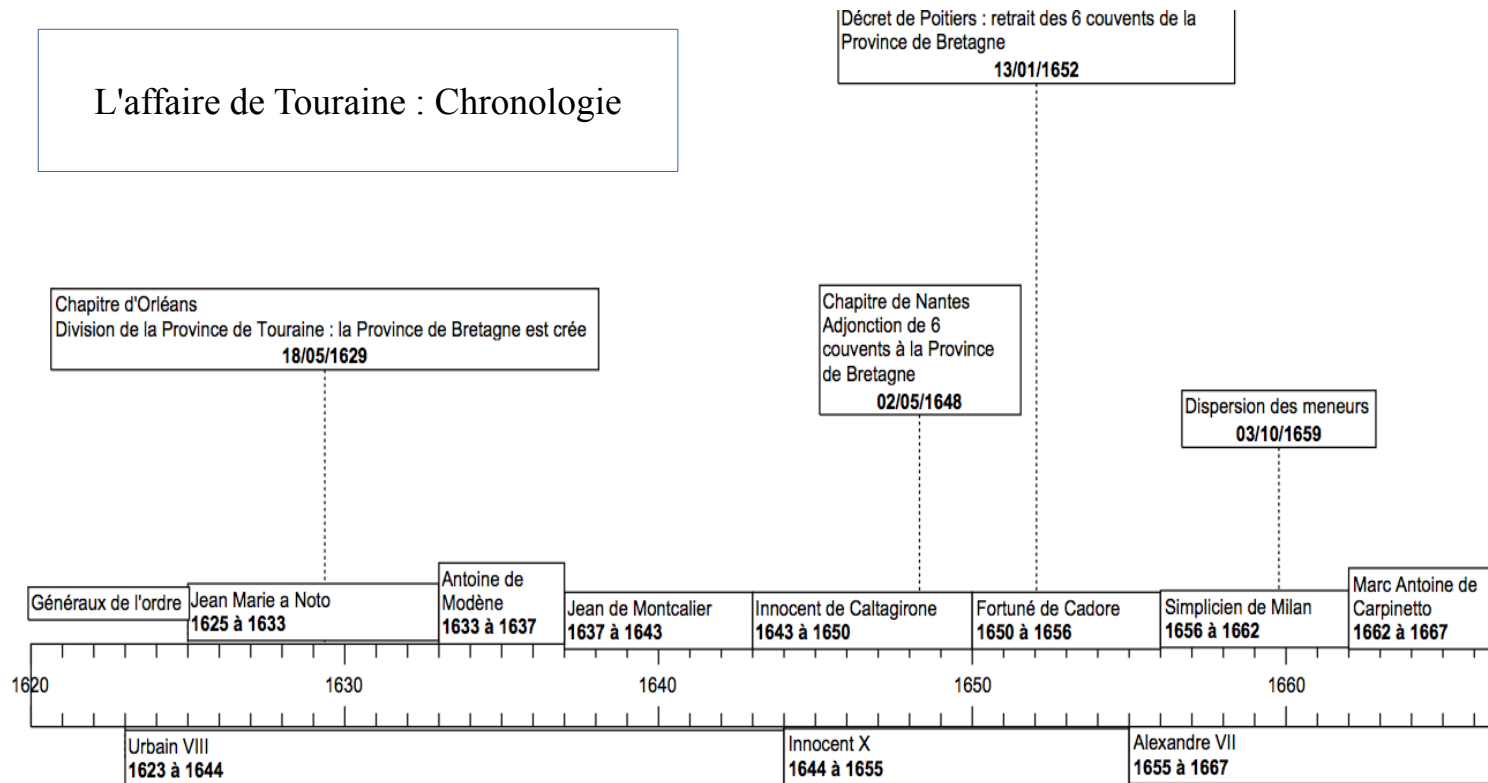 Décret de Poitiers : retrait des 6 couvents de la
Province de Bretagne
13/01/1652
L'affaire de Touraine : Chronologie
Chapitre d'Orléans
Division de la Province de Touraine : la Province de Bretagne est crée
18/05/1629
Chapitre de Nantes
Adjonction de 6
couvents à la Province
de Bretagne
02/05/1648
Dispersion des meneurs
03/10/1659
Généraux de l'ordre
Jean Marie a Noto
1625 à 1633
Antoine de
Modène
1633 à 1637
Jean de Montcalier
1637 à 1643
Innocent de Caltagirone
1643 à 1650
Fortuné de Cadore
1650 à 1656
Simplicien de Milan
1656 à 1662
Marc Antoine de
Carpinetto
1662 à 1667
1620 1630 1640 1650 1660
Urbain VIII
1623 à 1644
Innocent X
1644 à 1655
Alexandre VII
1655 à 1667